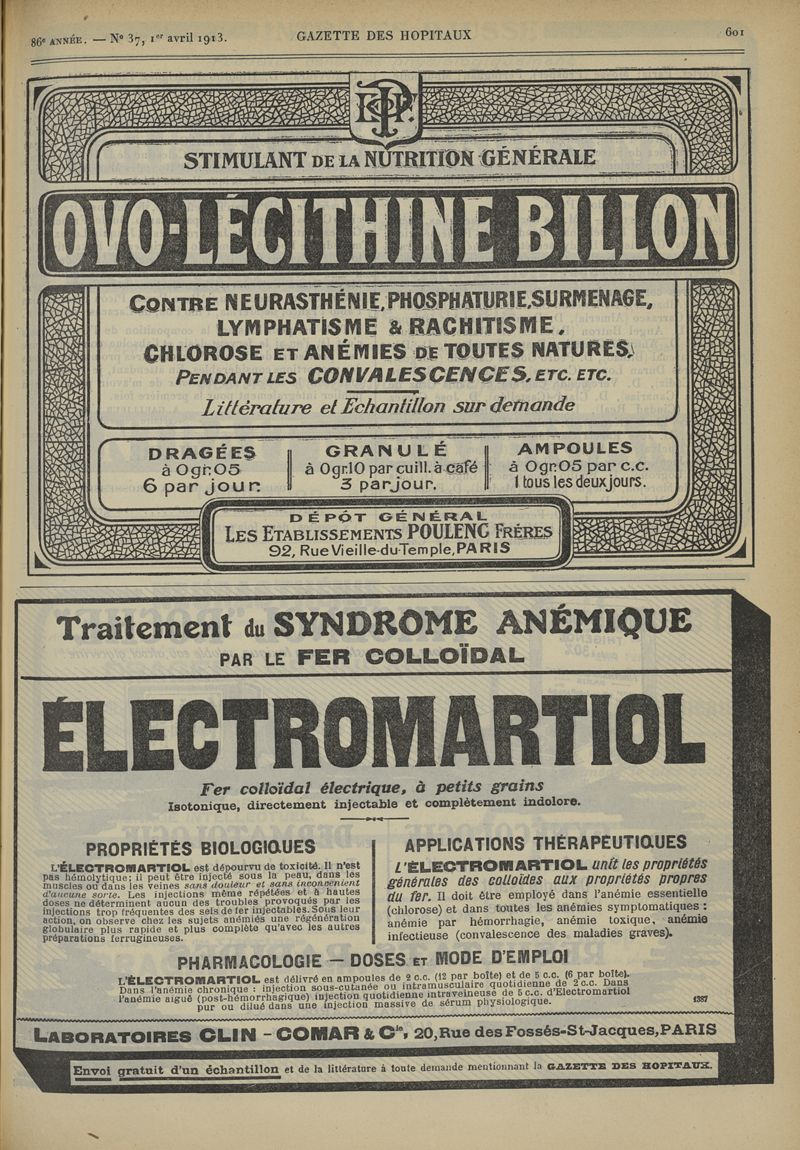 86e ANNÉE. — No 37, 1er avril 1913.
GAZETTE DES HOPITAUX
601
STIMULANT DE LA NUTRITION GÉNÉRALE
OVO-LÉCITHINE BILLON
CONTRE NEURASTHÉNIE, PHOSPHATURIE, SURMENAGE,
LYMPHATISME & RACHITISME,
CHLOROSE ET ANÉMIES DE TOUTES NATURES,
PENDANT LES CONVALESCENCES, ETC. ETC.
Littérature et Echantillon sur demande
DRAGÉES
à 0gr.05
6 par jour.
GRANULÉ
à 0gr.10 par cuill. à café
3 par jour.
AMPOULES
à 0gr.05 par c.c.
1 tous les deux jours.
DÉPÔT GÉNÉRAL
LES ETABLISSEMENTS POULENC FRÈRES
92, Rue Vieille-du-Temple, PARIS
Traitement du SYNDROME ANÉMIQUE
PAR LE FER COLLOÏDAL
ÉLECTROMARTIOL
Fer colloïdal électrique, à petits grains
Isotonique, directement injectable et complètement indolore.
PROPRIÉTÉS BIOLOGIQUES
L'ÉLECTROMARTIOL est dépourvu de toxicité. Il n'est
pas hémolytique; il peut être injecté sous la peau, dans les
muscles ou dans les veines sans douleur et sans inconvénient
d'aucune sorte. Les injections même répétées et à hautes
doses ne déterminent aucun des troubles provoqués par les
injections trop fréquentes des sels de fer injectables. Sous leur
action, on observe chez les sujets anémiés une régénération
globulaire plus rapide et plus complète qu'avec les autres
préparations ferrugineuses.
APPLICATIONS THÉRAPEUTIQUES
L'ÉLECTROMARTIOL unit les propriétés
générales des colloïdes aux propriétés propres
du fer. Il doit être employé dans l'anémie essentielle
(chlorose) et dans toutes les anémies symptomatiques :
anémie par hémorrhagie, anémie toxique, anémie
infectieuse (convalescence des maladies graves).
PHARMACOLOGIE — DOSES ET MODE D'EMPLOI
L'ÉLECTROMARTIOL est délivré en ampoules de 2 c.c. (12 par boîte) et de 5 c.c. (6 par boîte).
Dans l'anémie chronique : injection sous-cutanée ou intramusculaire quotidienne de 2 c.c. Dans
l'anémie aiguë (post-hémorrhagique) injection quotidienne intraveineuse de 5 c.c. d'Electromartiol
pur ou dilué dans une injection massive de sérum physiologique.
1387
LABORATOIRES CLIN - COMAR & Cie, 20, Rue des Fossés-St-Jacques, PARIS
Envoi gratuit d'un échantillon et de la littérature à toute demande mentionnant la GAZETTE DES HOPITAUX.